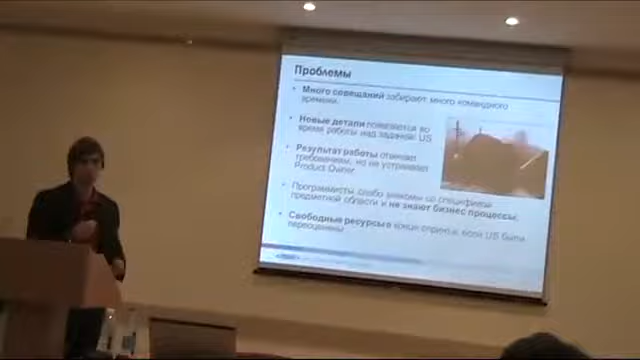 Проблемы
Много совещаний забирают много командного
времени.
Новые детали появляются во
время работы над задачей US
Результат работы отвечает
требованиям, но не устраивает
Product Owner
Программисты слабо знакомы со спецификой
предметной области и не знают бизнес процессы.
Свободные ресурсы в конце спринта, если US были
переоценены